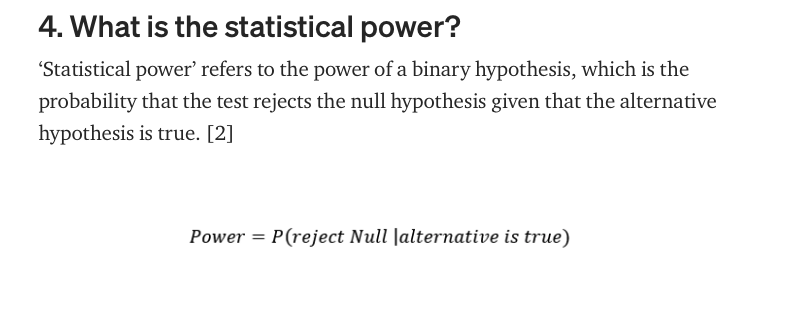 4. What is the statistical power?
‘Statistical power’ refers to the power of a binary hypothesis, which is the
probability that the test rejects the null hypothesis given that the alternative
hypothesis is true. [2]
Power = P(reject Null |alternative is true)